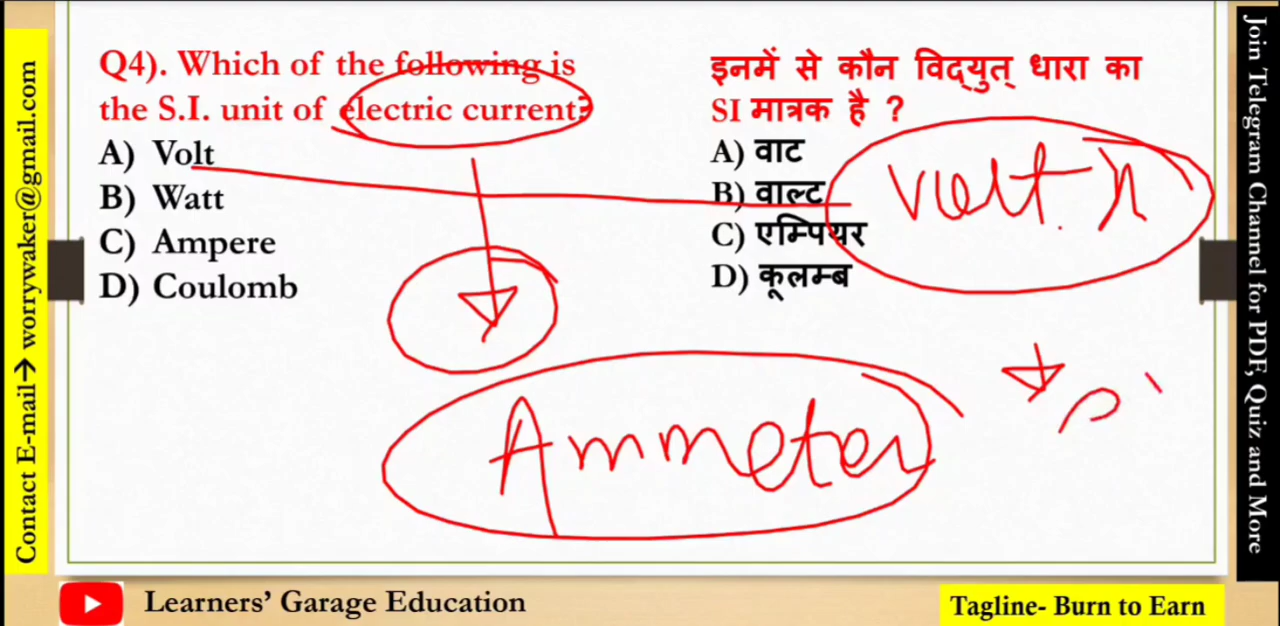 Q4). Which of the following is
the S.I. unit of electric current?
A) Volt
B) Watt
C) Ampere
D) Coulomb
इनमें से कौन विद्युत् धारा का
SI मात्रक है ?
A) वाट
B) वाल्ट
C) एम्पियर
D) कूलम्ब
Volt
Ammeter
Contact E-mail→ worrywaker@gmail.com
Join Telegram Channel for PDF, Quiz and More
Learners' Garage Education
Tagline- Burn to Earn